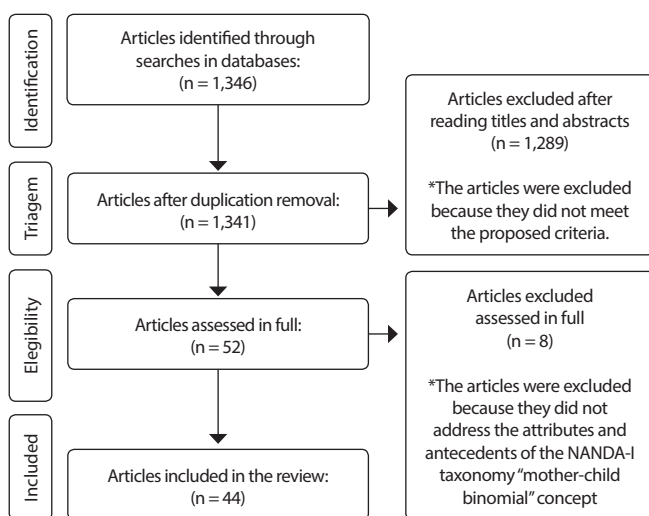 Identification
Articles identified through
searches in databases:
(n = 1,346)
Triagem
Articles after duplication removal:
(n = 1,341)
Articles excluded after
reading titles and abstracts
(n = 1,289)
*The articles were excluded
because they did not meet
the proposed criteria.
Elegibility
Articles assessed in full:
(n = 52)
Articles excluded
assessed in full
(n = 8)
*The articles were excluded
because they did not
address the attributes and
antecedents of the NANDA-I
taxonomy “mother-child
binomial” concept
Included
Articles included in the review:
(n = 44)